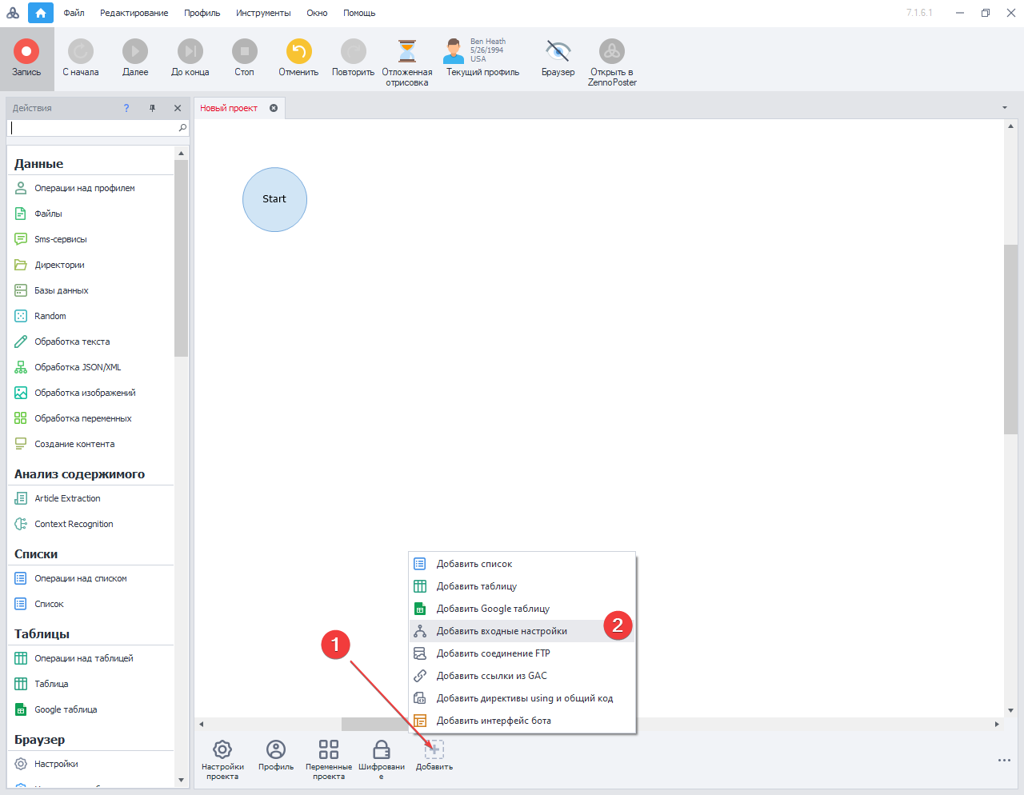 Файл Редактирование Профиль Инструменты Окно Помощь 7.1.6.1
Запись
С начала
Далее
До конца
Стоп
Отменить
Повторить
Отложенная
отрисовка
Ben Heath
5/26/1994
USA
Текущий профиль
Браузер
Открыть в
ZennoPoster
Действия ?
Новый проект
Данные
Операции над профилем
Файлы
Sms-сервисы
Директории
Базы данных
Random
Обработка текста
Обработка JSON/XML
Обработка изображений
Обработка переменных
Создание контента
Анализ содержимого
Article Extraction
Context Recognition
Списки
Операции над списком
Список
Таблицы
Операции над таблицей
Таблица
Google таблица
Браузер
Настройки
Start
Добавить список
Добавить таблицу
Добавить Google таблицу
Добавить входные настройки
2
Добавить соединение FTP
Добавить ссылки из GAC
Добавить директивы using и общий код
Добавить интерфейс бота
1
Настройки
проекта
Профиль
Переменные
проекта
Шифровани
е
Добавить